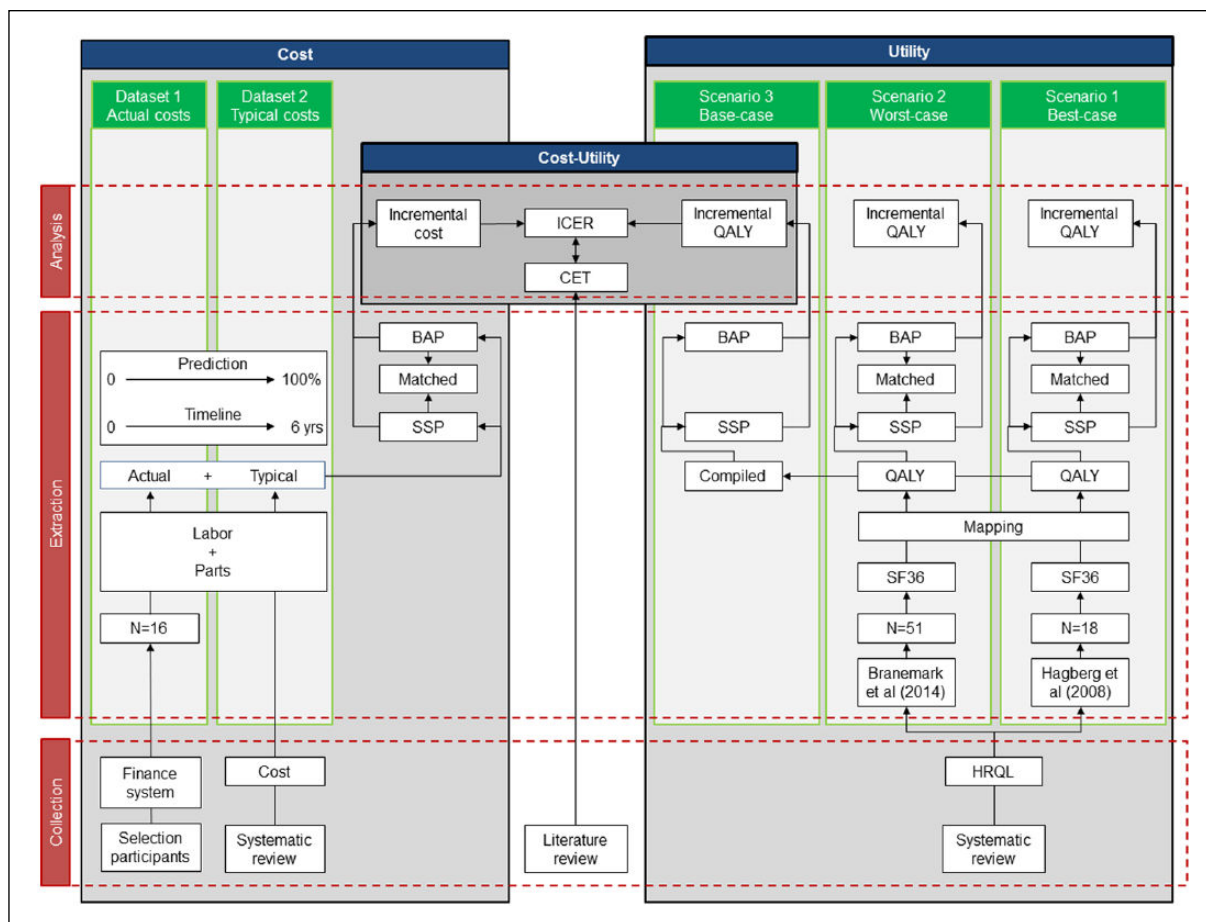 Cost
Utility
Dataset 1
Actual costs
Dataset 2
Typical costs
Scenario 3
Base-case
Scenario 2
Worst-case
Scenario 1
Best-case
Cost-Utility
Analysis
Incremental
cost
ICER
Incremental
QALY
Incremental
QALY
Incremental
QALY
CET
Extraction
Prediction
0 100%
Timeline
0 6 yrs
BAP
Matched
SSP
BAP
SSP
BAP
Matched
SSP
BAP
Matched
SSP
Actual + Typical
Compiled
QALY
QALY
Labor
+
Parts
Mapping
SF36
SF36
N=16
N=51
N=18
Branemark
et al (2014)
Hagberg et
al (2008)
Collection
Finance
system
Cost
HRQL
Selection
participants
Systematic
review
Literature
review
Systematic
review